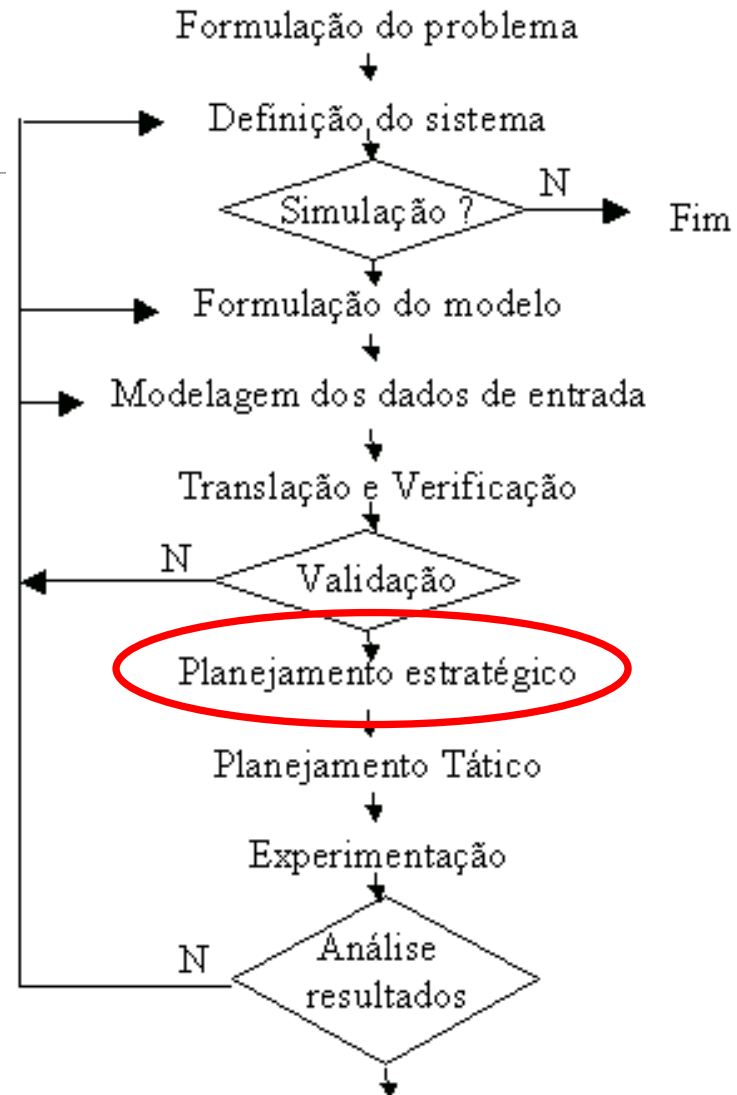 Formulação do problema
Definição do sistema
Simulação ?
N
Fim
Formulação do modelo
Modelagem dos dados de entrada
Translação e Verificação
N
Validação
Planejamento estratégico
Planejamento Tático
Experimentação
N
Análise
resultados